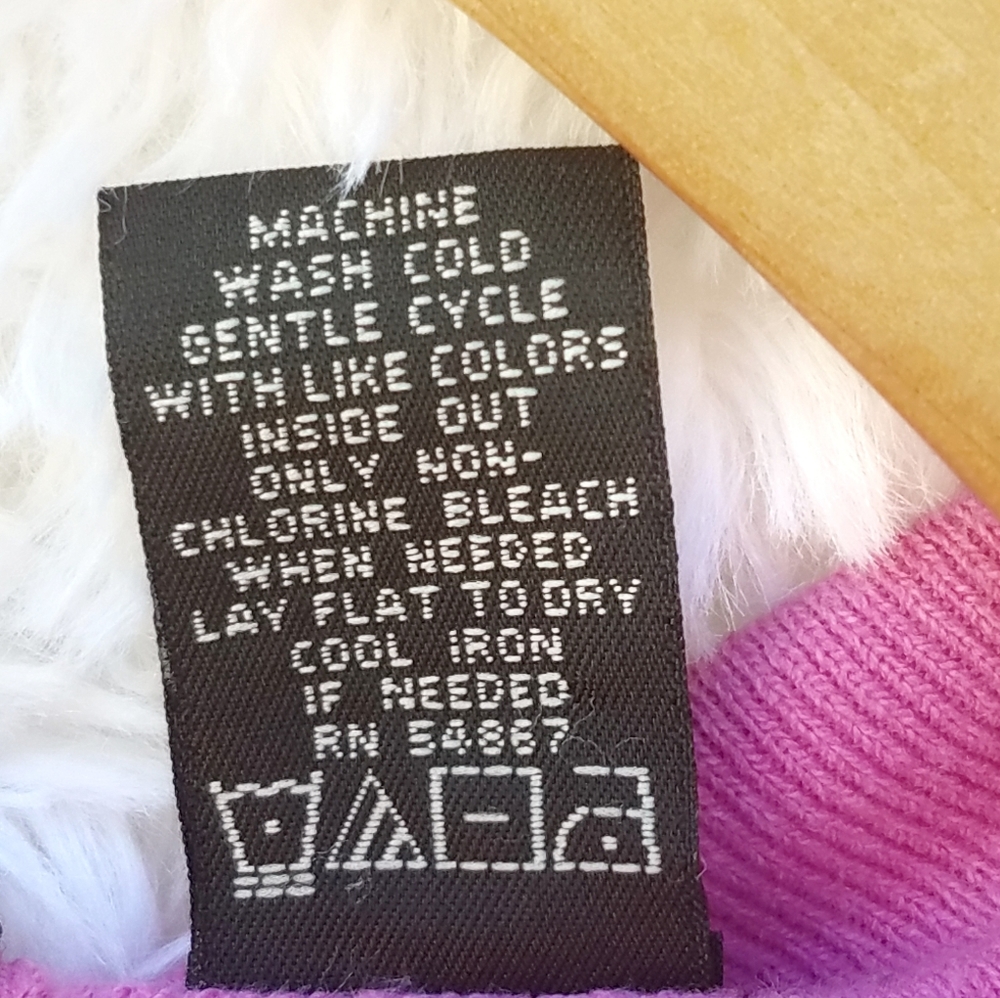 MACHINE
WASH COLD
GENTLE CYCLE
WITH LIKE COLORS
INSIDE OUT
ONLY NON-
CHLORINE BLEACH
WHEN NEEDED
LAY FLAT TO DRY
COOL IRON
IF NEEDED
RN 54867